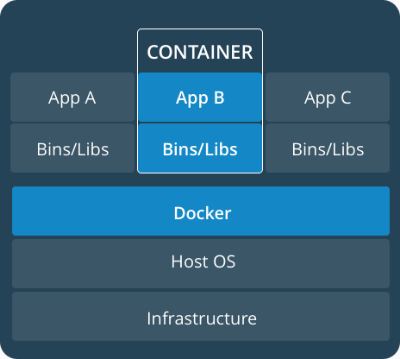 CONTAINER
App A App B App C
Bins/Libs Bins/Libs Bins/Libs
Docker
Host OS
Infrastructure